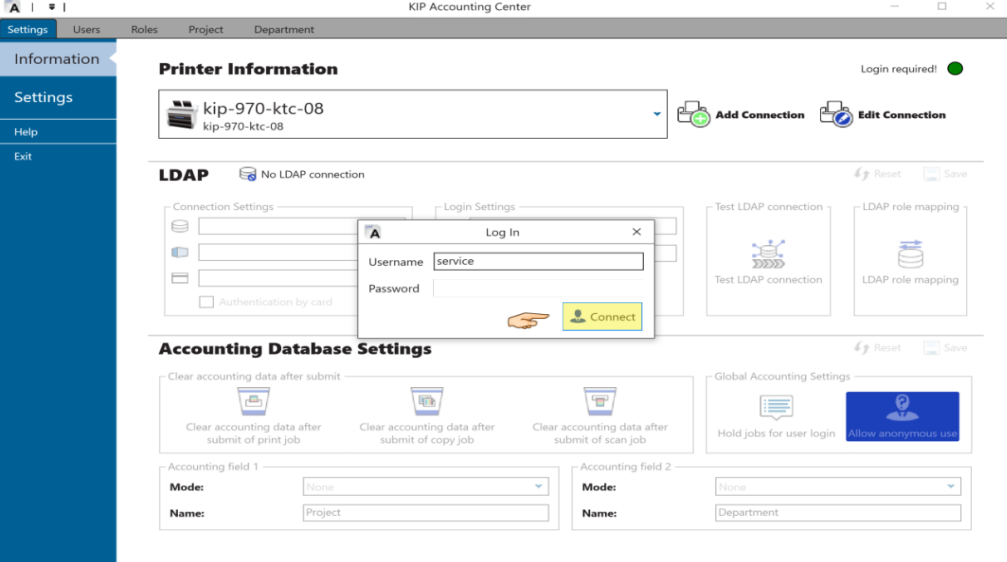 A
KIP Accounting Center
Settings Users Roles Project Department
Information
Settings
Help
Exit
Printer Information
Login required!
kip-970-ktc-08
kip-970-ktc-08
Add Connection
Edit Connection
LDAP
No LDAP connection
Reset
Save
Connection Settings
Login Settings
Test LDAP connection
LDAP role mapping
Authentication by card
Test LDAP connection
LDAP role mapping
A
Log In
Username
service
Password
Connect
Accounting Database Settings
Reset
Save
Clear accounting data after submit
Clear accounting data after
submit of print job
Clear accounting data after
submit of copy job
Clear accounting data after
submit of scan job
Global Accounting Settings
Hold jobs for user login
Allow anonymous use
Accounting field 1
Mode:
None
Name:
Project
Accounting field 2
Mode:
None
Name:
Department